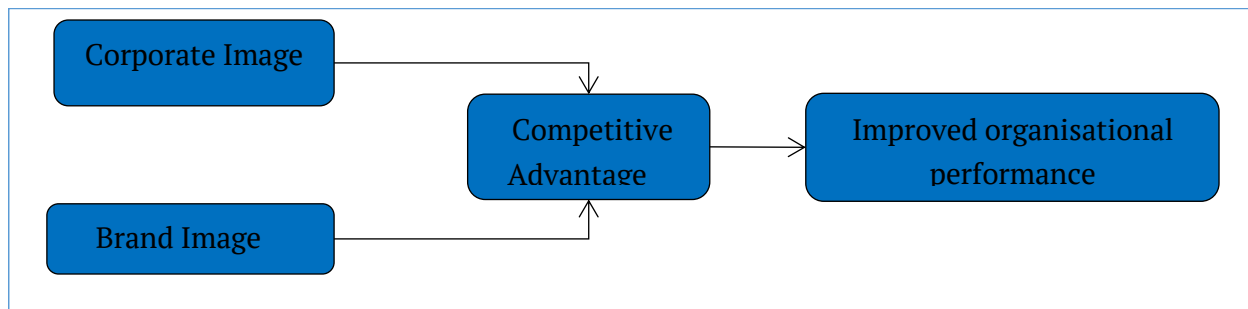 Corporate Image
Competitive
Advantage
Improved organisational
performance
Brand Image